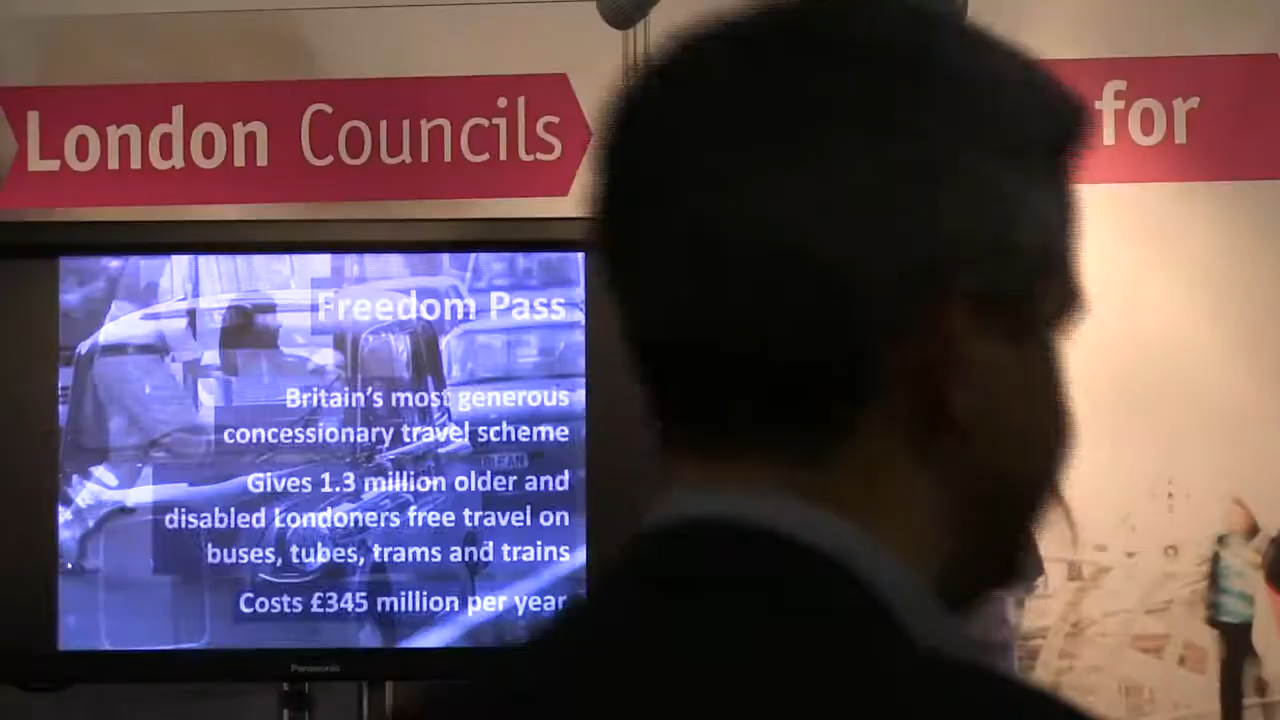 London Councils
for
Freedom Pass
Britain's most generous
concessionary travel scheme
Gives 1.3 million older and
disabled Londoners free travel on
buses, tubes, trams and trains
Costs £345 million per year
Panasonic